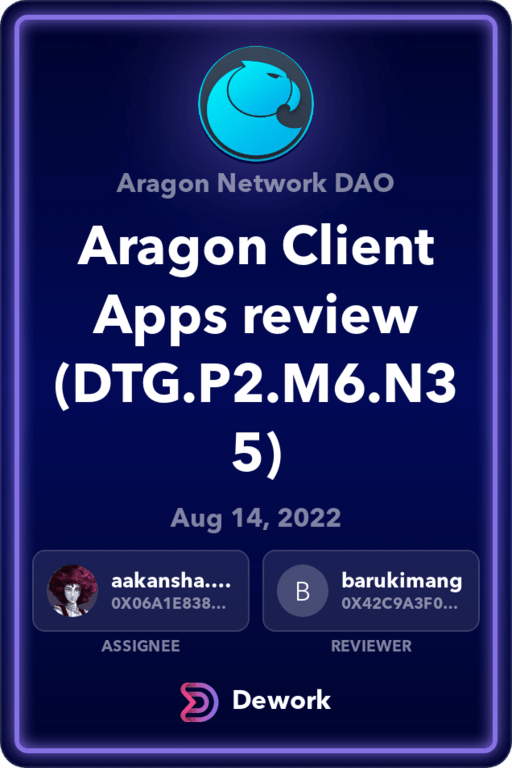 Aragon Network DAO
Aragon Client
Apps review
(DTG.P2.M6.N3
5)
Aug 14, 2022
aakansha....
0X06A1E838...
ASSIGNEE
B
barukimang
0X42C9A3F0...
REVIEWER
Dework